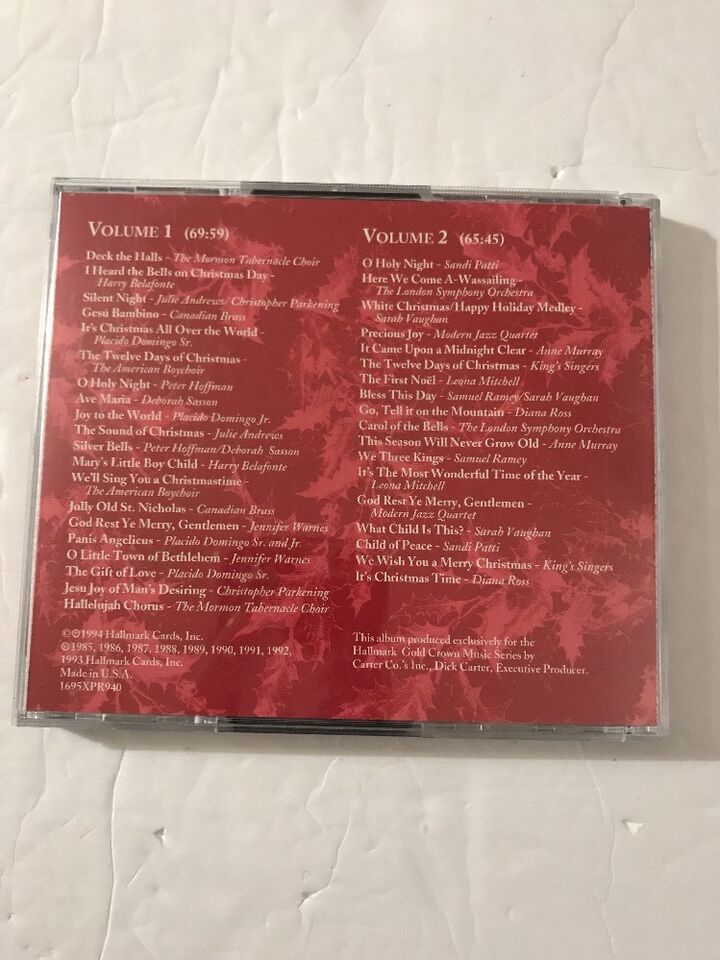 VOLUME 1 (69:59)
Deck the Halls - The Mormon Tabernacle Choir
I Heard the Bells on Christmas Day -
Harry Belafonte
Silent Night - Julie Andrews/Christopher Parkening
Gesú Bambino - Canadian Brass
It's Christmas All Over the World -
Placido Domingo Sr.
The Twelve Days of Christmas -
The American Boychoir
O Holy Night - Peter Hoffman
Ave Maria - Deborah Sasson
Joy to the World - Placido Domingo Jr.
The Sound of Christmas - Julie Andrews
Silver Bells - Peter Hoffman/Deborah Sasson
Mary's Little Boy Child - Harry Belafonte
We'll Sing You a Christmastime -
The American Boychoir
Jolly Old St. Nicholas - Canadian Brass
God Rest Ye Merry, Gentlemen - Jennifer Warnes
Panis Angelicus - Placido Domingo Sr. and Jr.
O Little Town of Bethlehem - Jennifer Warnes
The Gift of Love - Placido Domingo Sr.
Jesu Joy of Man's Desiring - Christopher Parkening
Hallelujah Chorus - The Mormon Tabernacle Choir
©℗1994 Hallmark Cards, Inc.
℗1985, 1986, 1987, 1988, 1989, 1990, 1991, 1992,
1993 Hallmark Cards, Inc.
Made in U.S.A.
1695XPR940
VOLUME 2 (65:45)
O Holy Night - Sandi Patti
Here We Come A-Wassailing -
The London Symphony Orchestra
White Christmas/Happy Holiday Medley -
Sarah Vaughan
Precious Joy - Modern Jazz Quartet
It Came Upon a Midnight Clear - Anne Murray
The Twelve Days of Christmas - King's Singers
The First Noël - Leona Mitchell
Bless This Day - Samuel Ramey/Sarah Vaughan
Go, Tell it on the Mountain - Diana Ross
Carol of the Bells - The London Symphony Orchestra
This Season Will Never Grow Old - Anne Murray
We Three Kings - Samuel Ramey
It's The Most Wonderful Time of the Year -
Leona Mitchell
God Rest Ye Merry, Gentlemen -
Modern Jazz Quartet
What Child Is This? - Sarah Vaughan
Child of Peace - Sandi Patti
We Wish You a Merry Christmas - King's Singers
It's Christmas Time - Diana Ross
This album produced exclusively for the
Hallmark Gold Crown Music Series by
Carter Co.'s Inc., Dick Carter, Executive Producer.